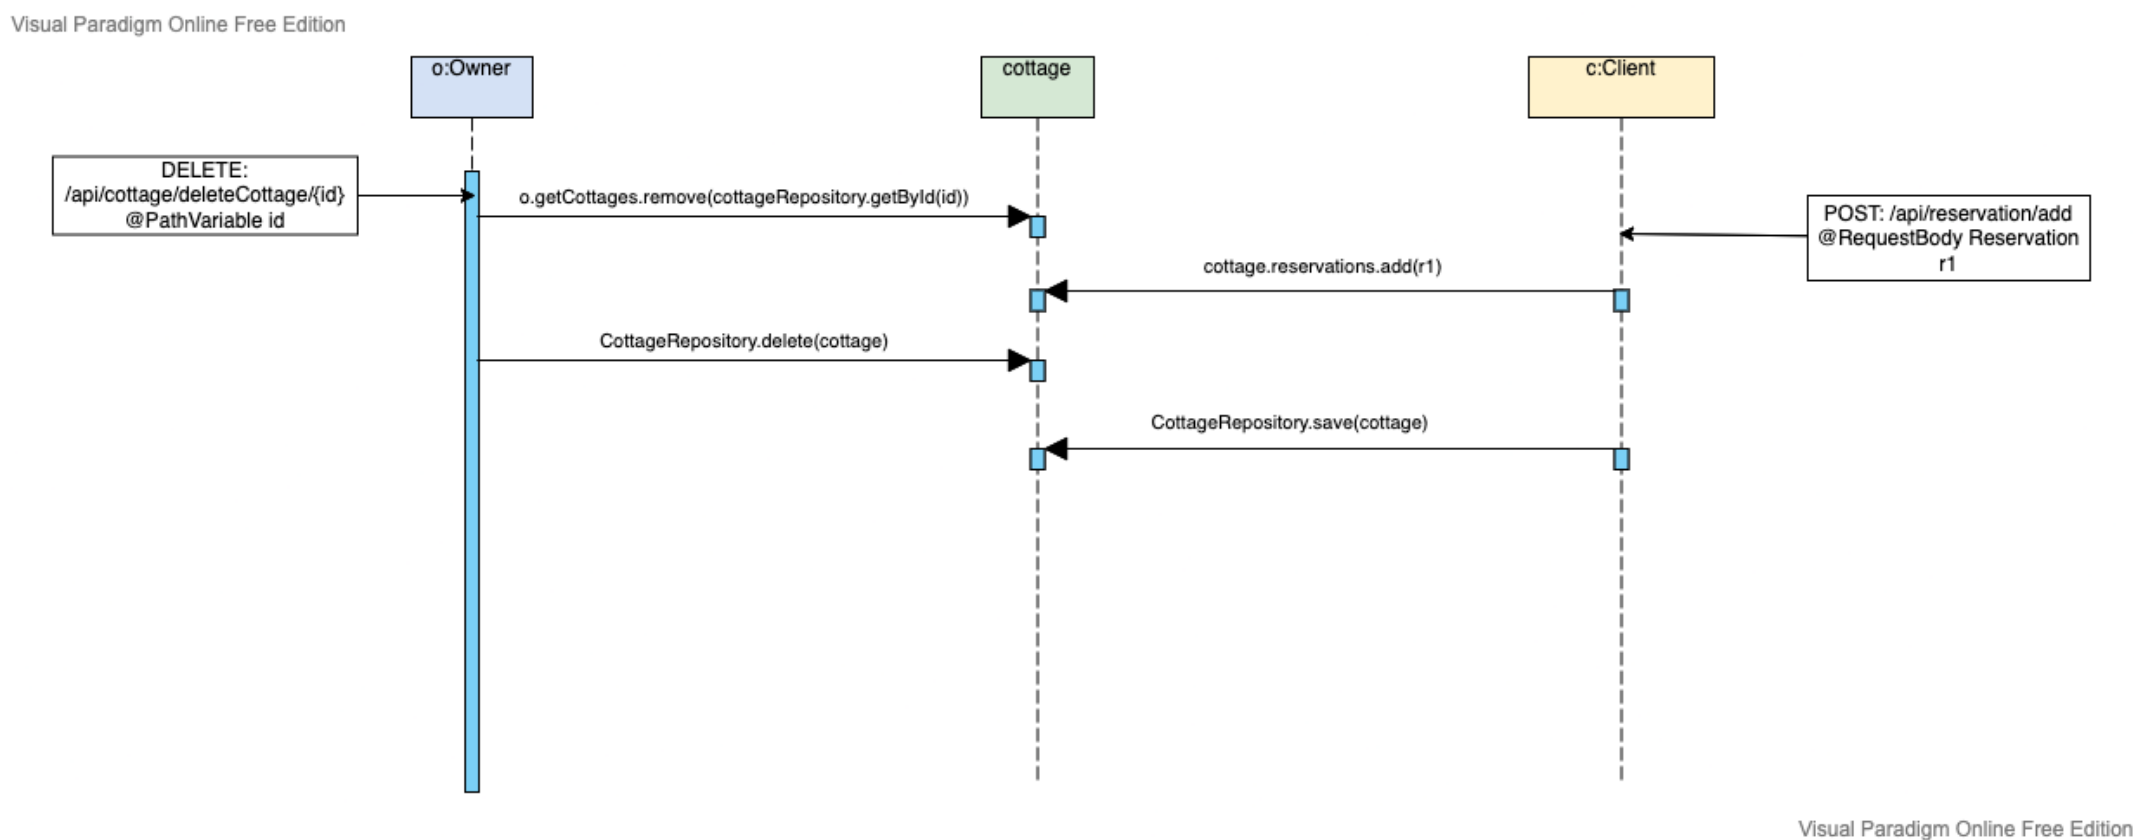 Visual Paradigm Online Free Edition
o:Owner
cottage
c:Client
DELETE:
/api/cottage/deleteCottage/{id}
@PathVariable id
o.getCottages.remove(cottageRepository.getById(id))
POST: /api/reservation/add
@RequestBody Reservation
r1
cottage.reservations.add(r1)
CottageRepository.delete(cottage)
CottageRepository.save(cottage)
Visual Paradigm Online Free Edition